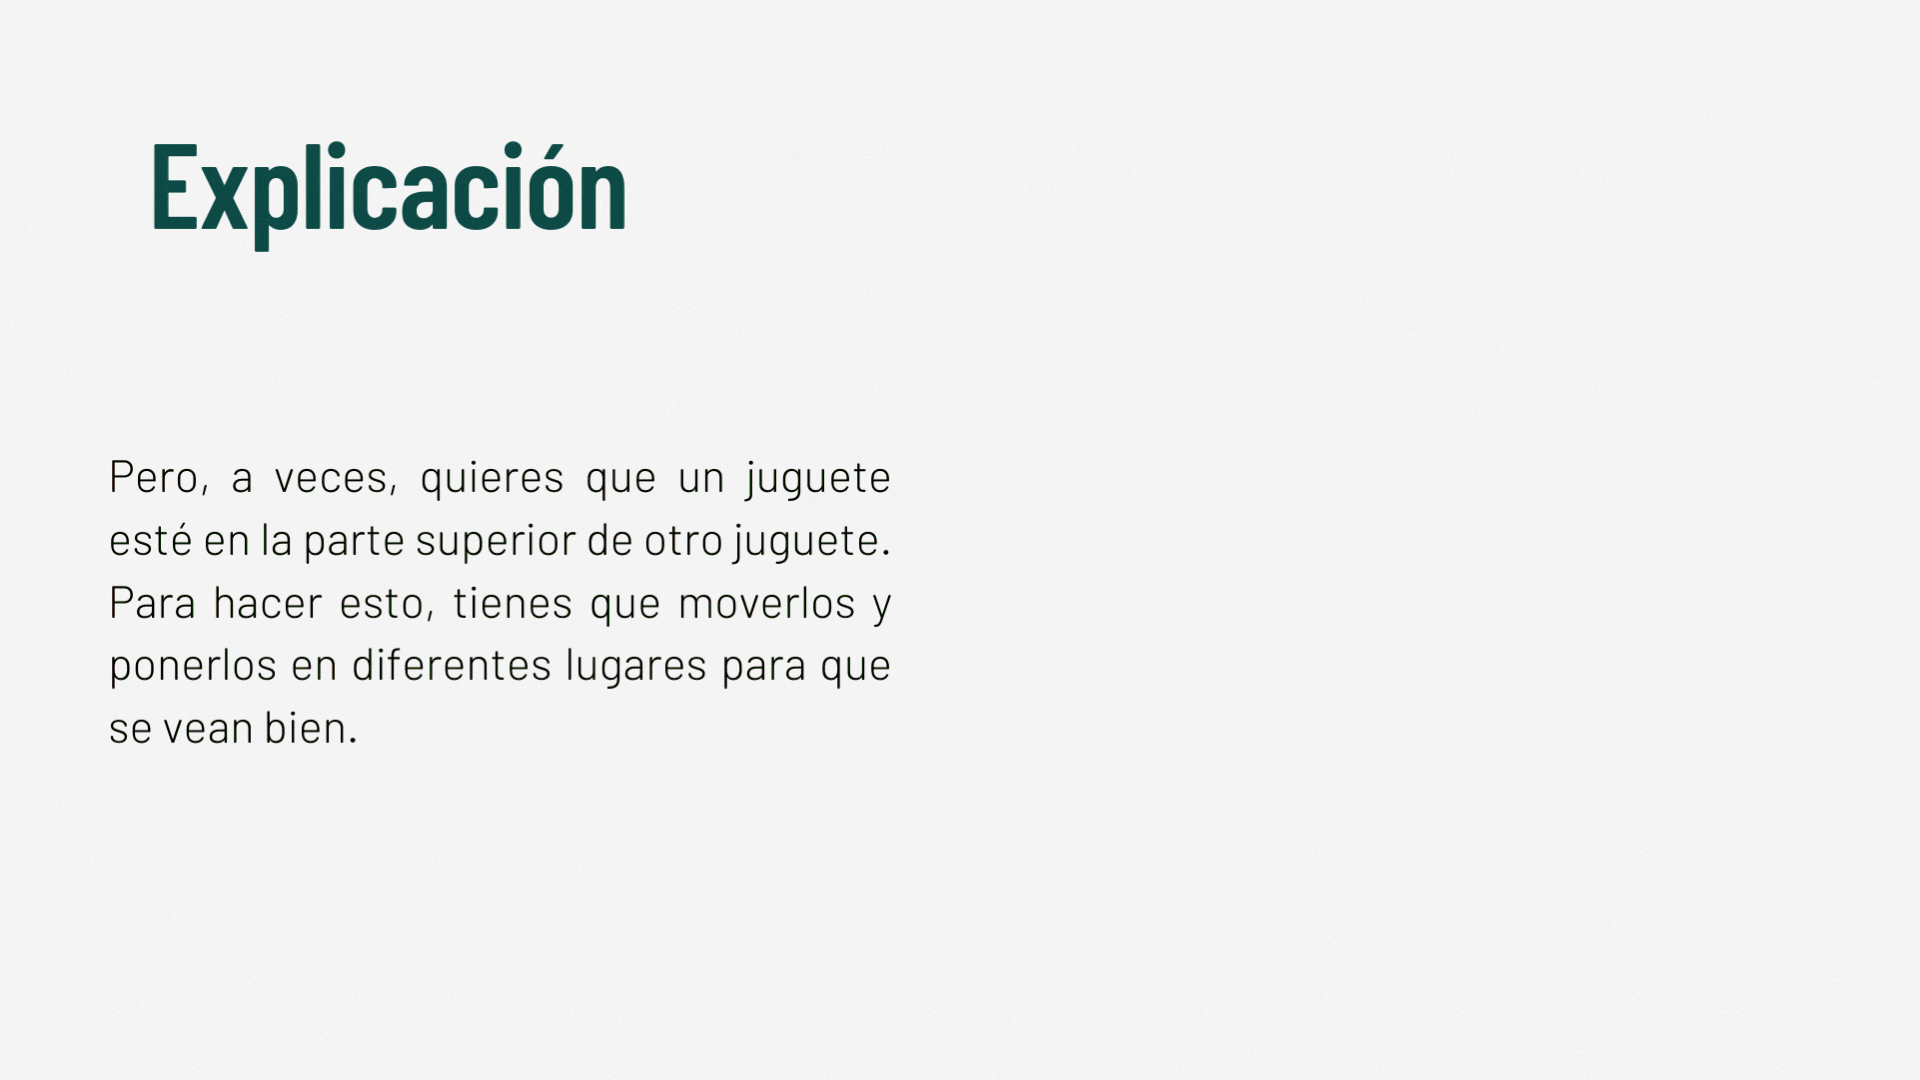 Explicación
Pero, a veces, quieres que un juguete
esté en la parte superior de otro juguete.
Para hacer esto, tienes que moverlos y
ponerlos en diferentes lugares para que
se vean bien.